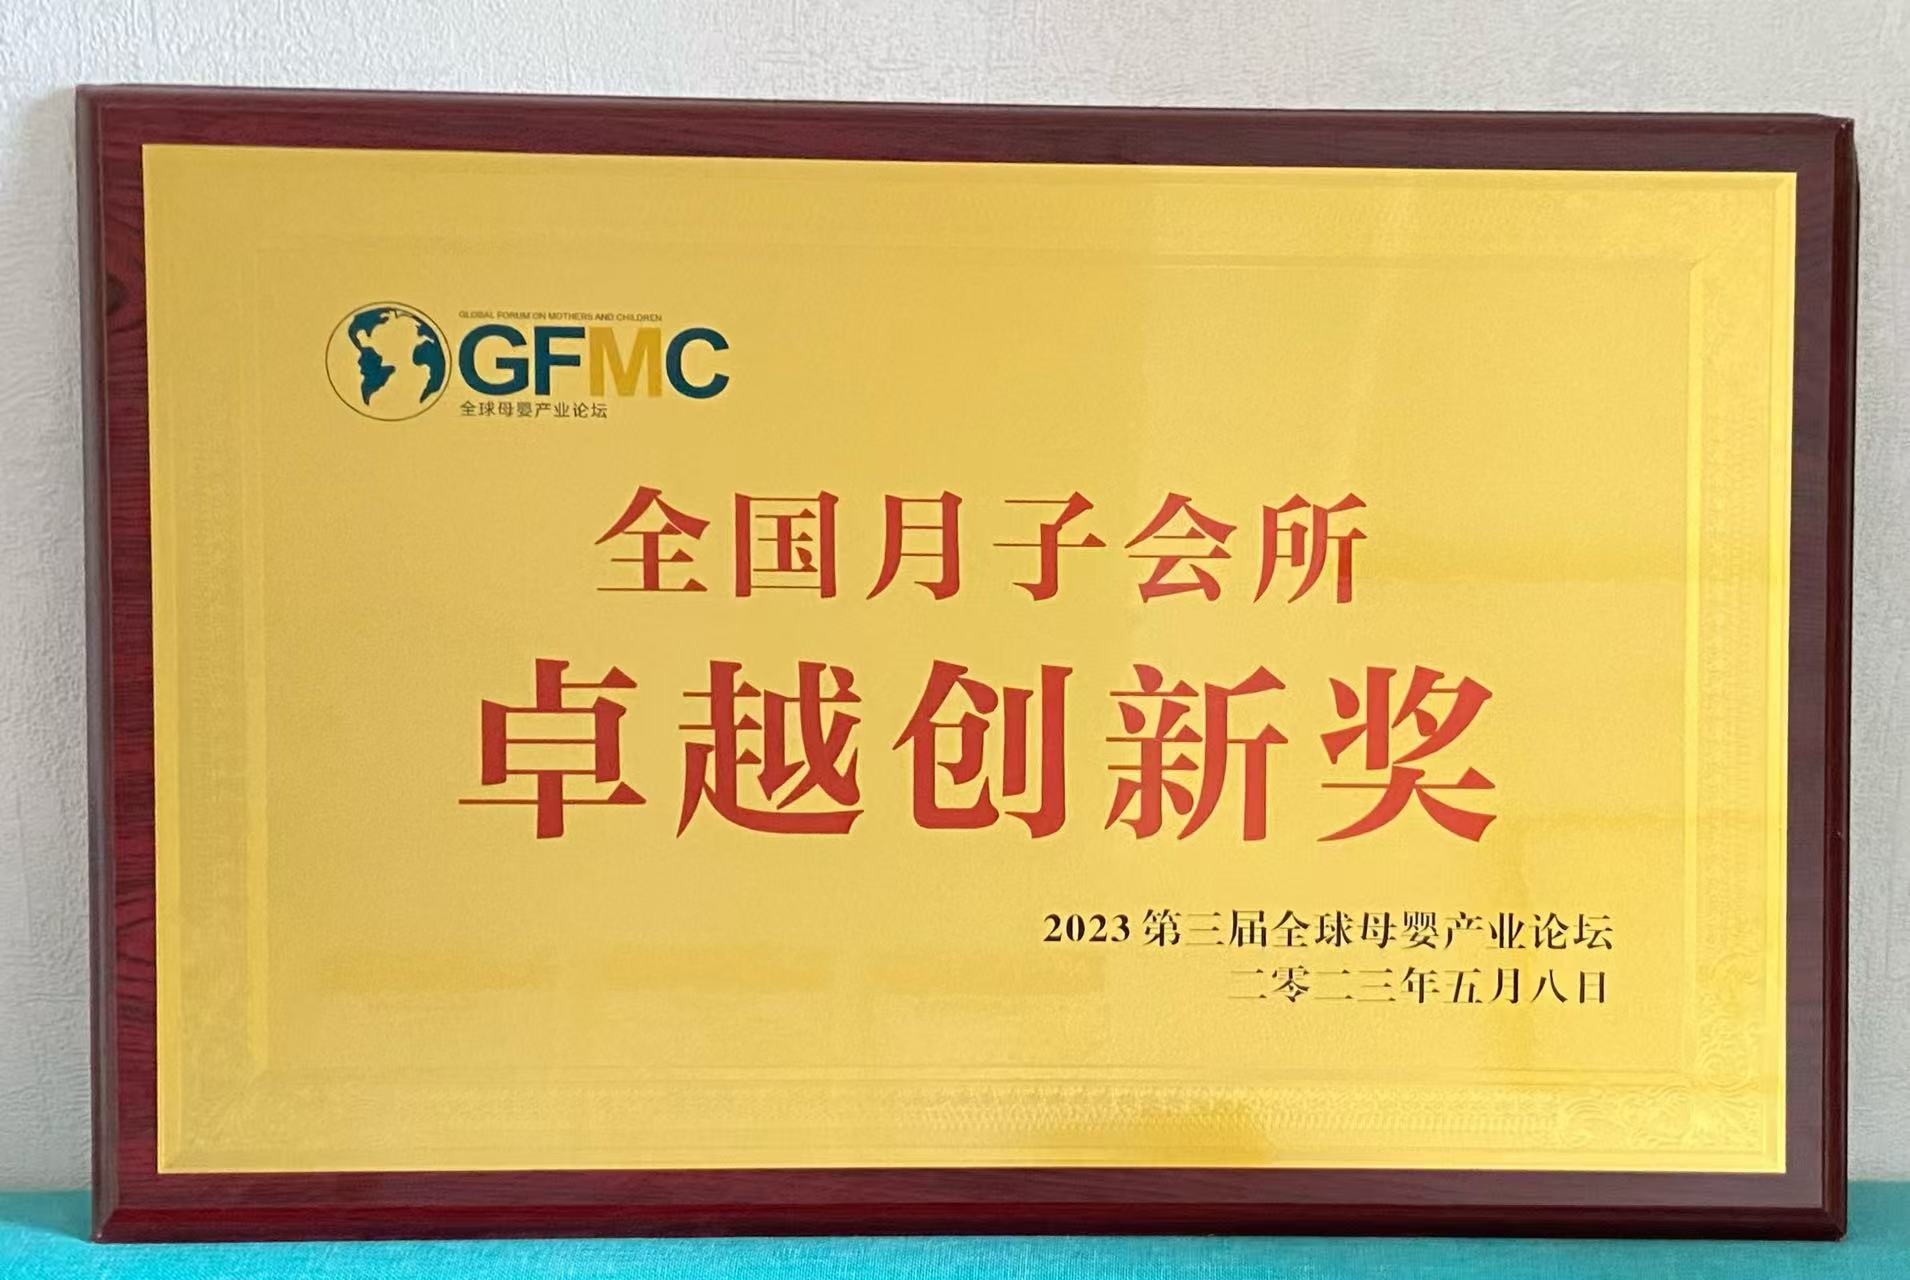 GLOBAL FORUM ON MOTHERS AND CHILDREN
GFMC
全球母婴产业论坛
全国月子会所
卓越创新奖
2023第三届全球母婴产业论坛
二零二三年五月八日